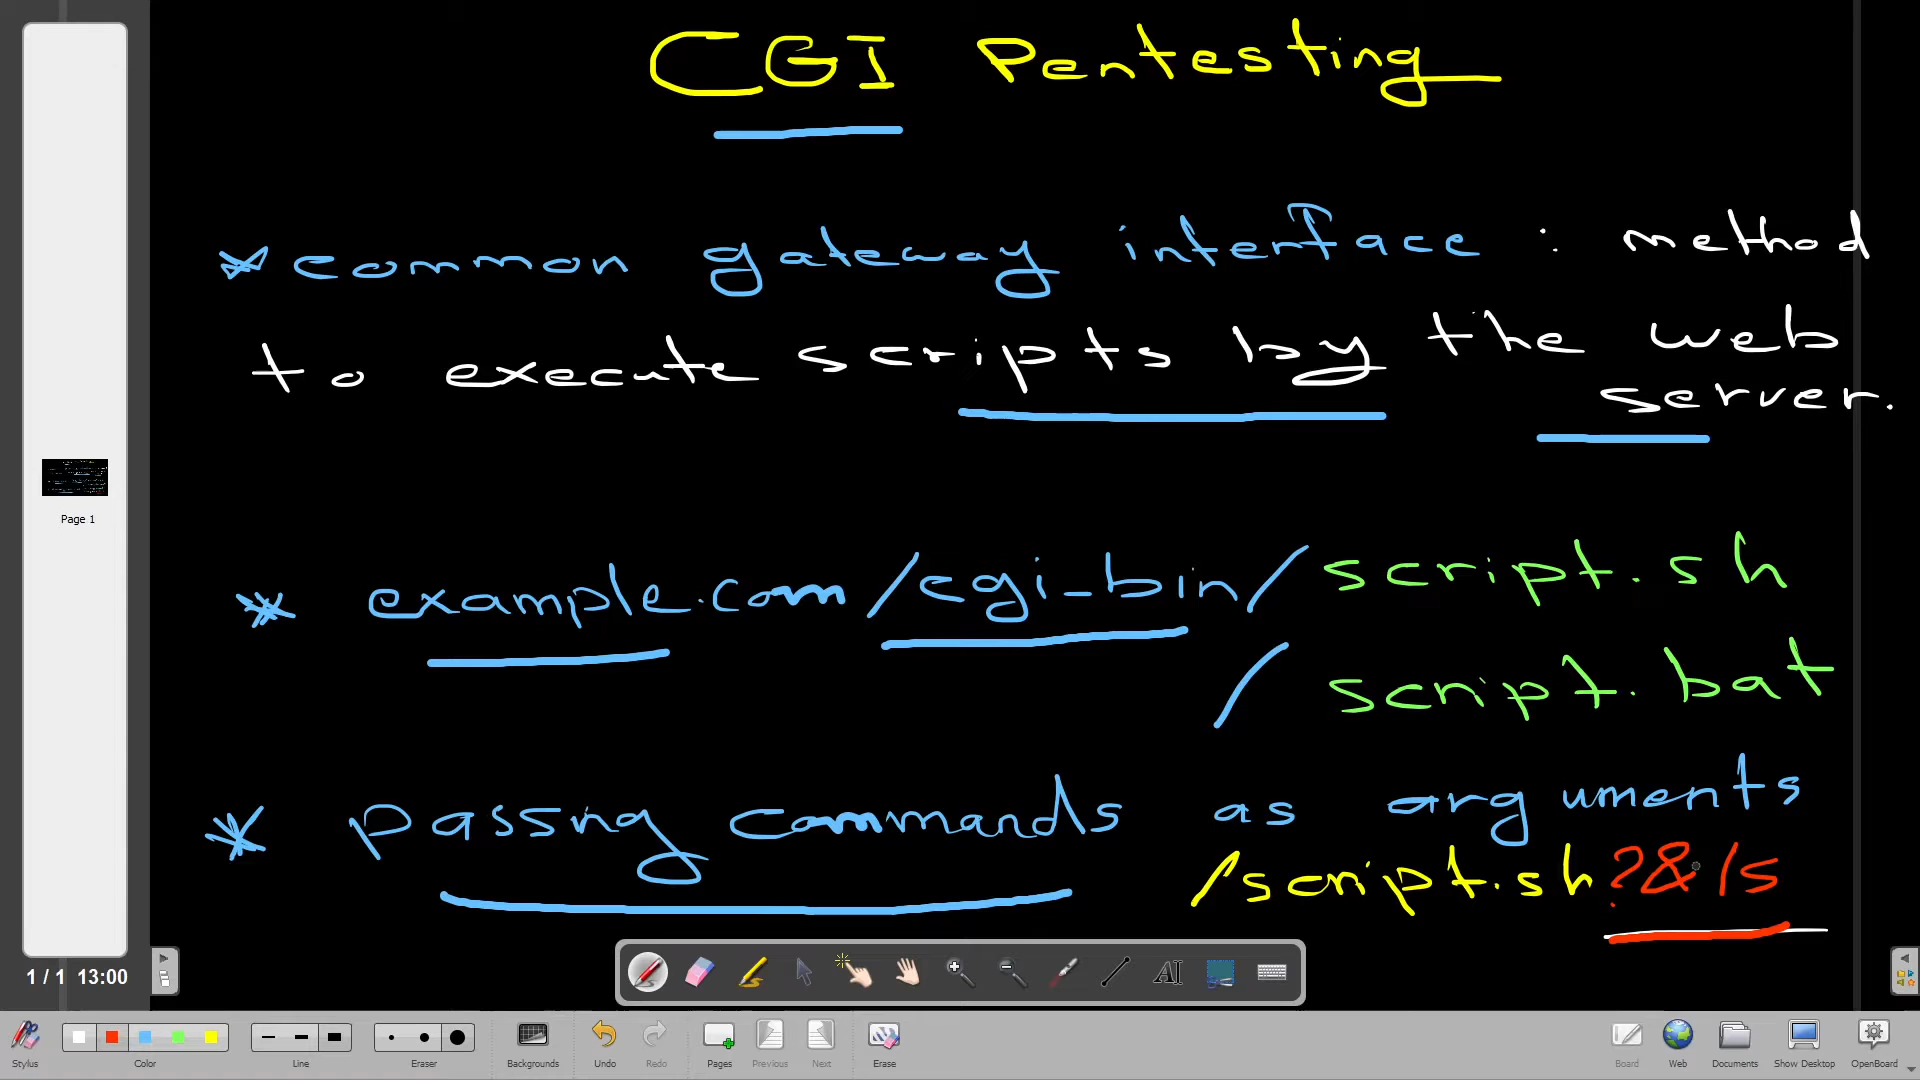 CGI Pentesting
* common gateway interface : method
to execute scripts by the web
server.
* example.com/cgi-bin/script.sh
/script.bat
* passing commands as arguments
/script.sh?&ls
Page 1
1 / 1 13:00
Stylus Color Line Eraser Backgrounds Undo Redo Pages Previous Next Erase Board Web Documents Show Desktop OpenBoard